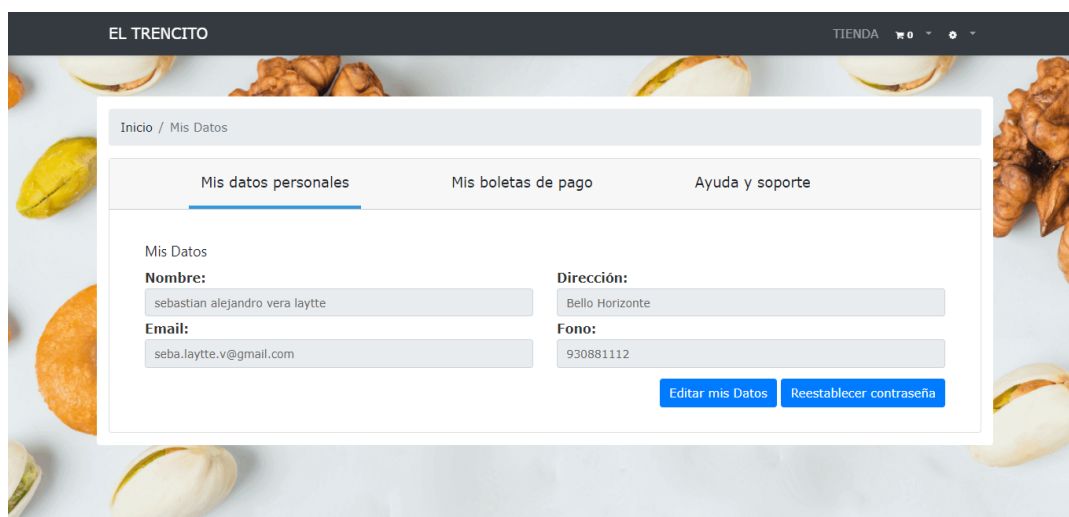 EL TRENCITO
TIENDA 0
Inicio / Mis Datos
Mis datos personales Mis boletas de pago Ayuda y soporte
Mis Datos
Nombre: Dirección:
sebastian alejandro vera laytte Bello Horizonte
Email: Fono:
seba.laytte.v@gmail.com 930881112
Editar mis Datos Reestablecer contraseña